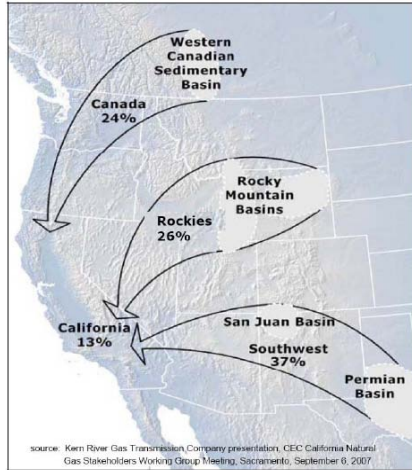 Western
Canadian
Sedimentary
Basin
Canada
24%
Rocky
Mountain
Basins
Rockies
26%
San Juan Basin
California
13%
Southwest
37%
Permian
Basin
source: Kern River Gas Transmission Company presentation, CEC California Natural
Gas Stakeholders Working Group Meeting, Sacramento, September 6, 2007